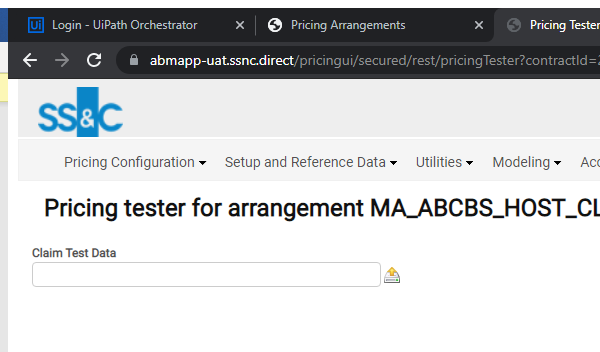 Ui Login - UiPath Orchestrator
Pricing Arrangements
Pricing Tester
abmapp-uat.ssnc.direct/pricingui/secured/rest/pricingTester?contractId=
SS&C
Pricing Configuration
Setup and Reference Data
Utilities
Modeling
Acc
Pricing tester for arrangement MA_ABCBS_HOST_CL
Claim Test Data